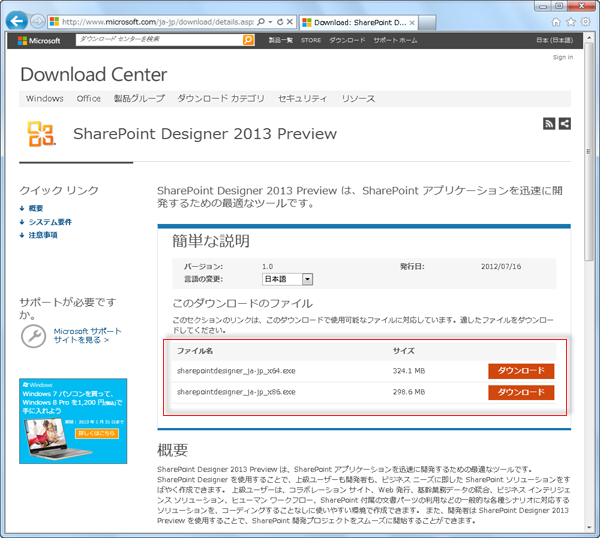 http://www.microsoft.com/ja-jp/download/details.asp
Download: SharePoint D...
Microsoft
ダウンロード センターを検索
製品一覧 STORE ダウンロード サポート ホーム
日本 (日本語)
Sign in
Download Center
Windows Office 製品グループ ダウンロード カテゴリ セキュリティ リソース
SharePoint Designer 2013 Preview
クイック リンク
概要
システム要件
注意事項
サポートが必要ですか。
Microsoft サポート
サイトを見る >
Windows
Windows 7 パソコンを買って、
Windows 8 Pro を1,200 円(税込)で
手に入れよう
期間：2013 年 1 月 31 日まで
詳しくはこちら
SharePoint Designer 2013 Preview は、SharePoint アプリケーションを迅速に開
発するための最適なツールです。
簡単な説明
バージョン: 1.0 発行日: 2012/07/16
言語の変更: 日本語
このダウンロードのファイル
このセクションのリンクは、このダウンロードで使用可能なファイルに対応しています。適したファイルをダウンロー
ドしてください。
ファイル名 サイズ
sharepointdesigner_ja-jp_x64.exe 324.1 MB ダウンロード
sharepointdesigner_ja-jp_x86.exe 298.6 MB ダウンロード
概要
SharePoint Designer 2013 Preview は、SharePoint アプリケーションを迅速に開発するための最適なツールです。
SharePoint Designer を使用することで、上級ユーザーも開発者も、ビジネス ニーズに即した SharePoint ソリューションをす
ばやく作成できます。 上級ユーザーは、コラボレーション サイト、Web 発行、基幹業務データの統合、ビジネス インテリジェ
ンス ソリューション、ヒューマン ワークフロー、SharePoint 付属の文書パーツの利用などの一般的な各種シナリオに対応する
ソリューションを、コーディングすることなしに使いやすい環境で作成できます。 また、開発者は SharePoint Designer 2013
Preview を使用することで、SharePoint 開発プロジェクトをスムーズに開始することができます。